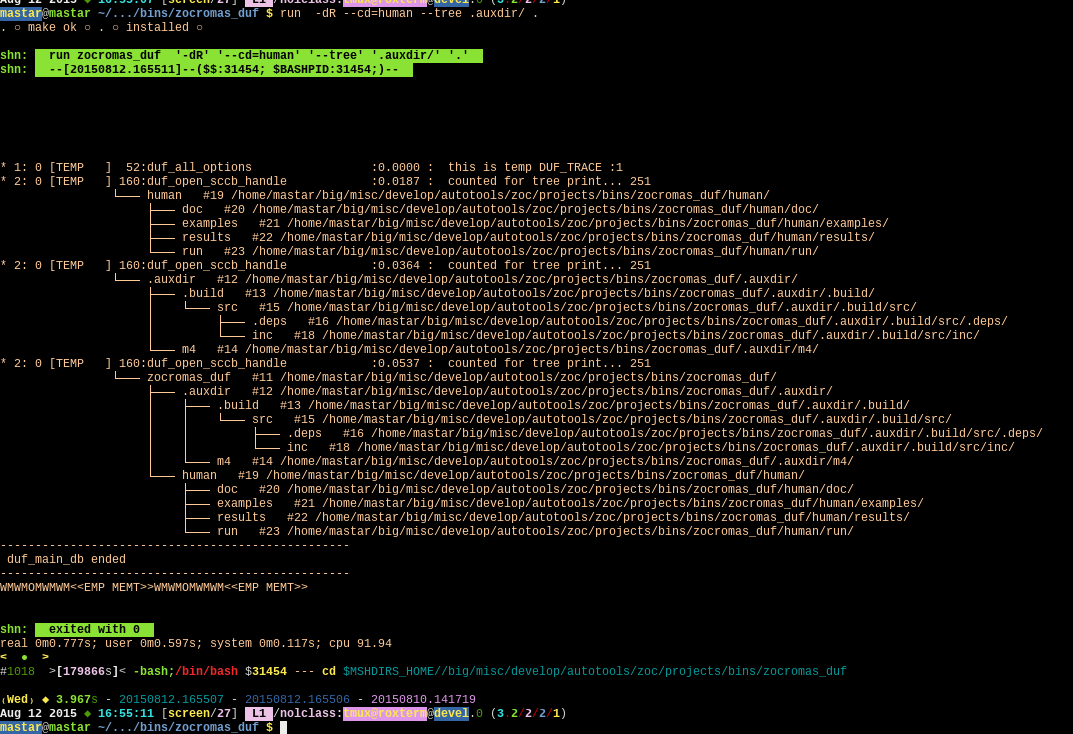 Aug 12 2015 ◆ 16:55:07 [screen/27] L1 /nolclass:tmux@roxterm@devel.0 (3.2/2/2/1)
mastar@mastar ~/.../bins/zocromas_duf $ run  -dR --cd=human --tree .auxdir/ .
. ○ make ok ○ . ○ installed ○
shn:   run zocromas_duf  '-dR' '--cd=human' '--tree' '.auxdir/' '.'
shn:   --[20150812.165511]--($$:31454; $BASHPID:31454;)--
* 1: 0 [TEMP   ]  52:duf_all_options                 :0.0000 :  this is temp DUF_TRACE :1
* 2: 0 [TEMP   ] 160:duf_open_sccb_handle            :0.0187 :  counted for tree print... 251
                └─── human   #19 /home/mastar/big/misc/develop/autotools/zoc/projects/bins/zocromas_duf/human/
                     ├─── doc   #20 /home/mastar/big/misc/develop/autotools/zoc/projects/bins/zocromas_duf/human/doc/
                     ├─── examples   #21 /home/mastar/big/misc/develop/autotools/zoc/projects/bins/zocromas_duf/human/examples/
                     ├─── results   #22 /home/mastar/big/misc/develop/autotools/zoc/projects/bins/zocromas_duf/human/results/
                     └─── run   #23 /home/mastar/big/misc/develop/autotools/zoc/projects/bins/zocromas_duf/human/run/
* 2: 0 [TEMP   ] 160:duf_open_sccb_handle            :0.0364 :  counted for tree print... 251
                └─── .auxdir   #12 /home/mastar/big/misc/develop/autotools/zoc/projects/bins/zocromas_duf/.auxdir/
                     ├─── .build   #13 /home/mastar/big/misc/develop/autotools/zoc/projects/bins/zocromas_duf/.auxdir/.build/
                     │    └─── src   #15 /home/mastar/big/misc/develop/autotools/zoc/projects/bins/zocromas_duf/.auxdir/.build/src/
                     │         ├─── .deps   #16 /home/mastar/big/misc/develop/autotools/zoc/projects/bins/zocromas_duf/.auxdir/.build/src/.deps/
                     │         └─── inc   #18 /home/mastar/big/misc/develop/autotools/zoc/projects/bins/zocromas_duf/.auxdir/.build/src/inc/
                     └─── m4   #14 /home/mastar/big/misc/develop/autotools/zoc/projects/bins/zocromas_duf/.auxdir/m4/
* 2: 0 [TEMP   ] 160:duf_open_sccb_handle            :0.0537 :  counted for tree print... 251
                └─── zocromas_duf   #11 /home/mastar/big/misc/develop/autotools/zoc/projects/bins/zocromas_duf/
                     ├─── .auxdir   #12 /home/mastar/big/misc/develop/autotools/zoc/projects/bins/zocromas_duf/.auxdir/
                     │    ├─── .build   #13 /home/mastar/big/misc/develop/autotools/zoc/projects/bins/zocromas_duf/.auxdir/.build/
                     │    │    └─── src   #15 /home/mastar/big/misc/develop/autotools/zoc/projects/bins/zocromas_duf/.auxdir/.build/src/
                     │    │         ├─── .deps   #16 /home/mastar/big/misc/develop/autotools/zoc/projects/bins/zocromas_duf/.auxdir/.build/src/.deps/
                     │    │         └─── inc   #18 /home/mastar/big/misc/develop/autotools/zoc/projects/bins/zocromas_duf/.auxdir/.build/src/inc/
                     │    └─── m4   #14 /home/mastar/big/misc/develop/autotools/zoc/projects/bins/zocromas_duf/.auxdir/m4/
                     └─── human   #19 /home/mastar/big/misc/develop/autotools/zoc/projects/bins/zocromas_duf/human/
                          ├─── doc   #20 /home/mastar/big/misc/develop/autotools/zoc/projects/bins/zocromas_duf/human/doc/
                          ├─── examples   #21 /home/mastar/big/misc/develop/autotools/zoc/projects/bins/zocromas_duf/human/examples/
                          ├─── results   #22 /home/mastar/big/misc/develop/autotools/zoc/projects/bins/zocromas_duf/human/results/
                          └─── run   #23 /home/mastar/big/misc/develop/autotools/zoc/projects/bins/zocromas_duf/human/run/
--------------------------------------------------
 duf_main_db ended
--------------------------------------------------
WMWMOMWMWM<<EMP MEMT>>WMWMOMWMWM<<EMP MEMT>>
shn:   exited with 0
real 0m0.777s; user 0m0.597s; system 0m0.117s; cpu 91.94
<  ●  >
#1018  >[179866s]< -bash;/bin/bash $31454 --- cd $MSHDIRS_HOME//big/misc/develop/autotools/zoc/projects/bins/zocromas_duf
(Wed) ◆ 3.967s - 20150812.165507 - 20150812.165506 - 20150810.141719
Aug 12 2015 ◆ 16:55:11 [screen/27] L1 /nolclass:tmux@roxterm@devel.0 (3.2/2/2/1)
mastar@mastar ~/.../bins/zocromas_duf $